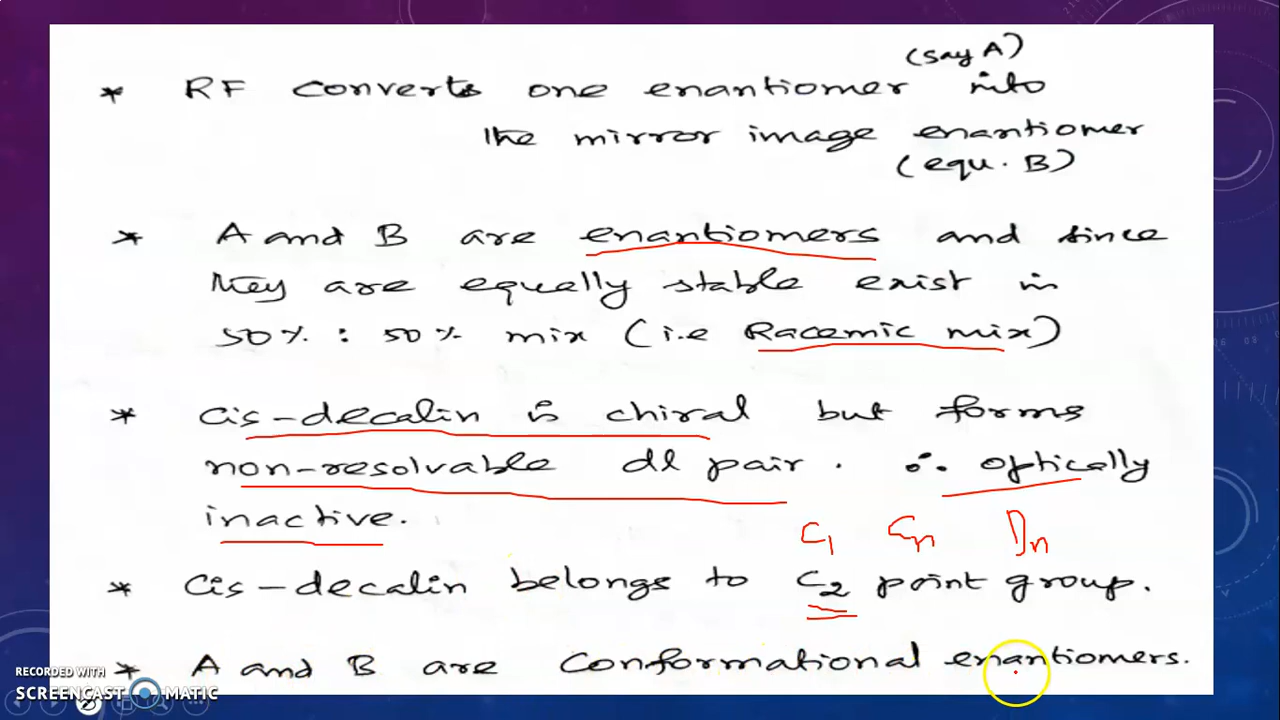 (say A)
* RF converts one enantiomer into
the mirror image enantiomer
(equ. B)
* A and B are enantiomers and since
they are equally stable exist in
50% : 50% mix (i.e Racemic mix)
* Cis-decalin is chiral but forms
non-resolvable dl pair. ∴ optically
inactive.
C1 Cn Dn
* Cis-decalin belongs to C2 point group.
* A and B are Conformational enantiomers.
RECORDED WITH
SCREENCAST MATIC